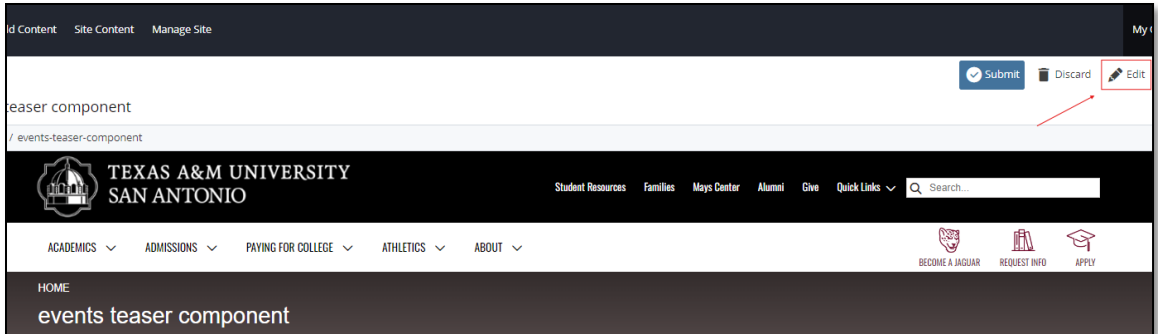 ld Content Site Content Manage Site My
Submit Discard Edit
teaser component
/ events-teaser-component
TEXAS A&M UNIVERSITY
SAN ANTONIO
Student Resources Families Mays Center Alumni Give Quick Links Search...
ACADEMICS ADMISSIONS PAYING FOR COLLEGE ATHLETICS ABOUT
BECOME A JAGUAR REQUEST INFO APPLY
HOME
events teaser component